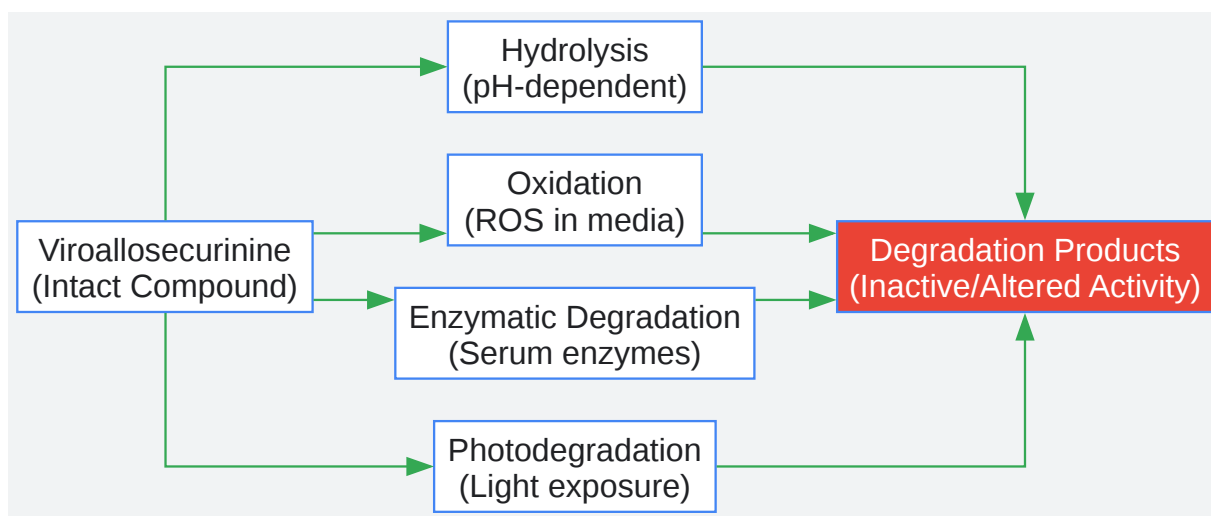 Hydrolysis
(pH-dependent)
Oxidation
(ROS in media)
Viroallosecurinine
(Intact Compound)
Degradation Products
(Inactive/Altered Activity)
Enzymatic Degradation
(Serum enzymes)
Photodegradation
(Light exposure)